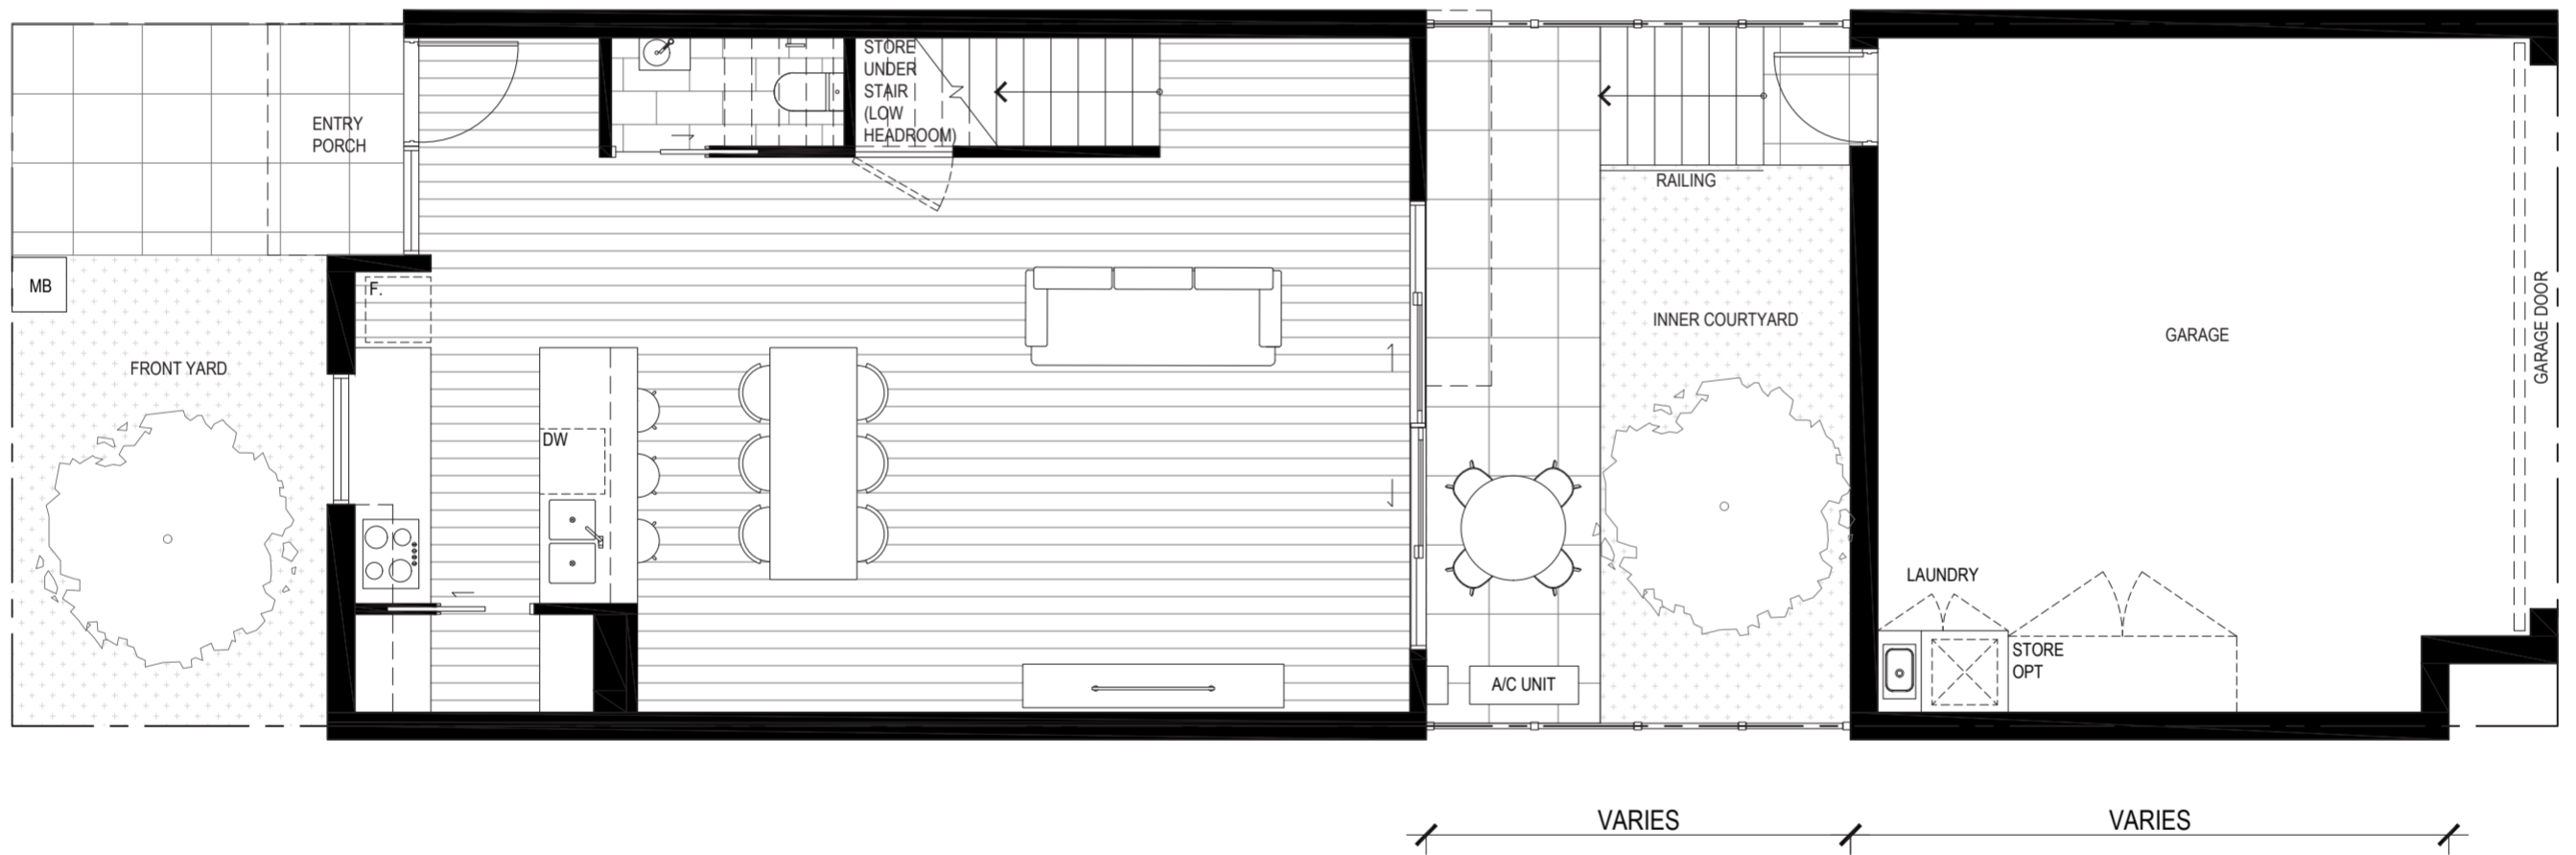 STORE
UNDER
STAIR
(LOW
HEADROOM)
ENTRY
PORCH
RAILING
MB
F.
FRONT YARD
DW
INNER COURTYARD
GARAGE
GARAGE DOOR
LAUNDRY
STORE
OPT
A/C UNIT
VARIES
VARIES